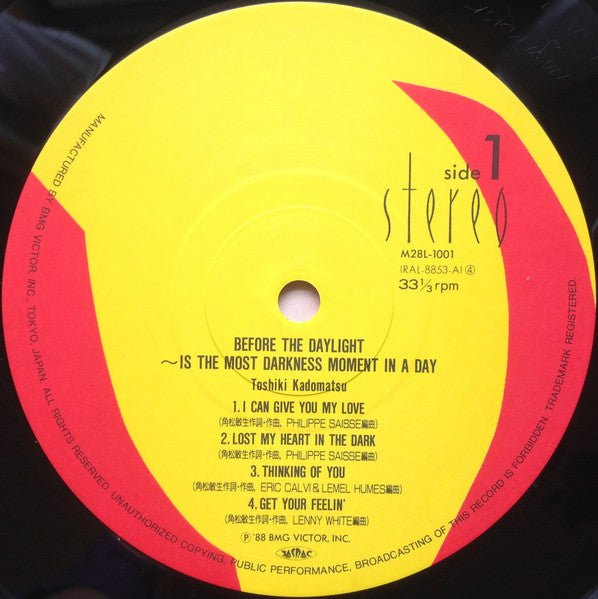 side 1
stereo
M28L-1001
(RAL-8853-A) ④
33 1/3 rpm
BEFORE THE DAYLIGHT
～IS THE MOST DARKNESS MOMENT IN A DAY
Toshiki Kadomatsu
1. I CAN GIVE YOU MY LOVE
(角松敏生作詞・作曲, PHILIPPE SAISSE編曲)
2. LOST MY HEART IN THE DARK
(角松敏生作詞・作曲, PHILIPPE SAISSE編曲)
3. THINKING OF YOU
(角松敏生作詞・作曲, ERIC CALVI & LEMEL HUMES編曲)
4. GET YOUR FEELIN'
(角松敏生作詞・作曲, LENNY WHITE編曲)
Ⓟ '88 BMG VICTOR, INC.
JASRAC
MANUFACTURED BY BMG VICTOR, INC., TOKYO, JAPAN. ALL RIGHTS RESERVED. UNAUTHORIZED COPYING, PUBLIC PERFORMANCE, BROADCASTING OF THIS RECORD IS FORBIDDEN. TRADEMARK REGISTERED.